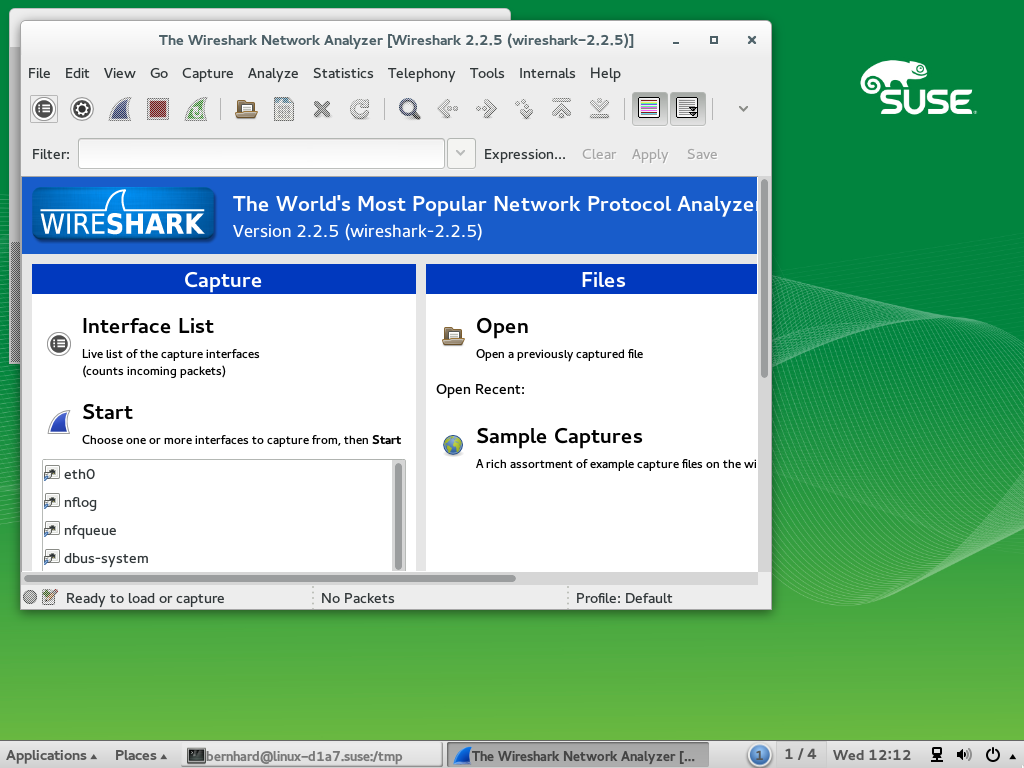 The Wireshark Network Analyzer [Wireshark 2.2.5 (wireshark-2.2.5)]
File Edit View Go Capture Analyze Statistics Telephony Tools Internals Help
Filter: Expression... Clear Apply Save
SUSE
WIRESHARK
The World's Most Popular Network Protocol Analyzer
Version 2.2.5 (wireshark-2.2.5)
Capture
Interface List
Live list of the capture interfaces
(counts incoming packets)
Start
Choose one or more interfaces to capture from, then Start
eth0
nflog
nfqueue
dbus-system
Files
Open
Open a previously captured file
Open Recent:
Sample Captures
A rich assortment of example capture files on the wi
Ready to load or capture No Packets Profile: Default
Applications Places bernhard@linux-d1a7.suse:/tmp The Wireshark Network Analyzer [... 1 1 / 4 Wed 12:12